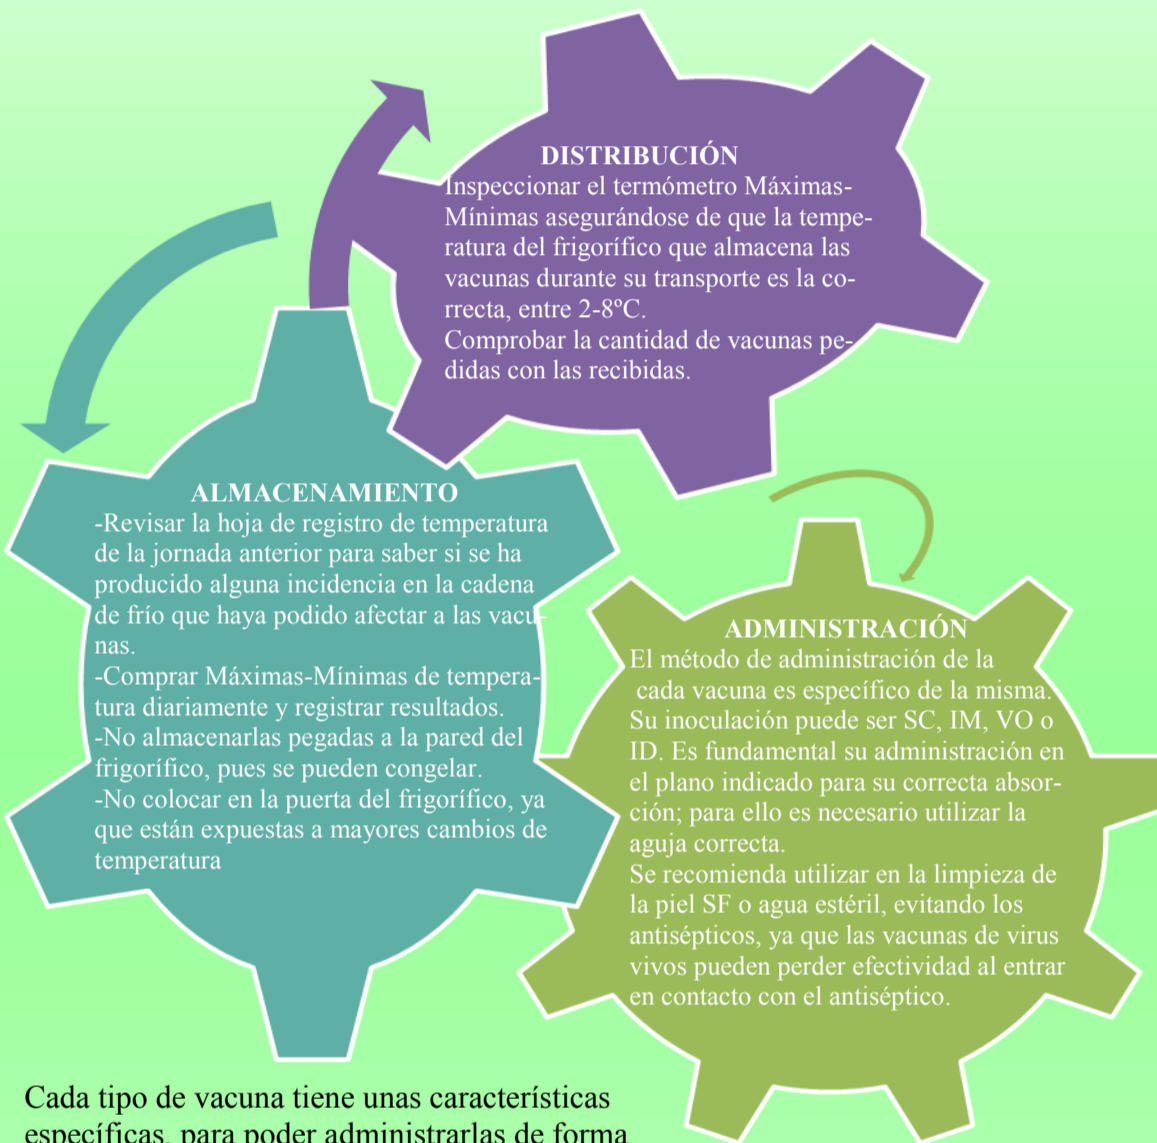 DISTRIBUCIÓN
Inspeccionar el termómetro Máximas-
Mínimas asegurándose de que la tempe-
ratura del frigorífico que almacena las
vacunas durante su transporte es la co-
rrecta, entre 2-8ºC.
Comprobar la cantidad de vacunas pe-
didas con las recibidas.
ALMACENAMIENTO
-Revisar la hoja de registro de temperatura
de la jornada anterior para saber si se ha
producido alguna incidencia en la cadena
de frío que haya podido afectar a las vacu-
nas.
-Comprar Máximas-Mínimas de tempera-
tura diariamente y registrar resultados.
-No almacenarlas pegadas a la pared del
frigorífico, pues se pueden congelar.
-No colocar en la puerta del frigorífico, ya
que están expuestas a mayores cambios de
temperatura
ADMINISTRACIÓN
El método de administración de la
cada vacuna es específico de la misma.
Su inoculación puede ser SC, IM, VO o
ID. Es fundamental su administración en
el plano indicado para su correcta absor-
ción; para ello es necesario utilizar la
aguja correcta.
Se recomienda utilizar en la limpieza de
la piel SF o agua estéril, evitando los
antisépticos, ya que las vacunas de virus
vivos pueden perder efectividad al entrar
en contacto con el antiséptico.
Cada tipo de vacuna tiene unas características
específicas, para poder administrarlas de forma